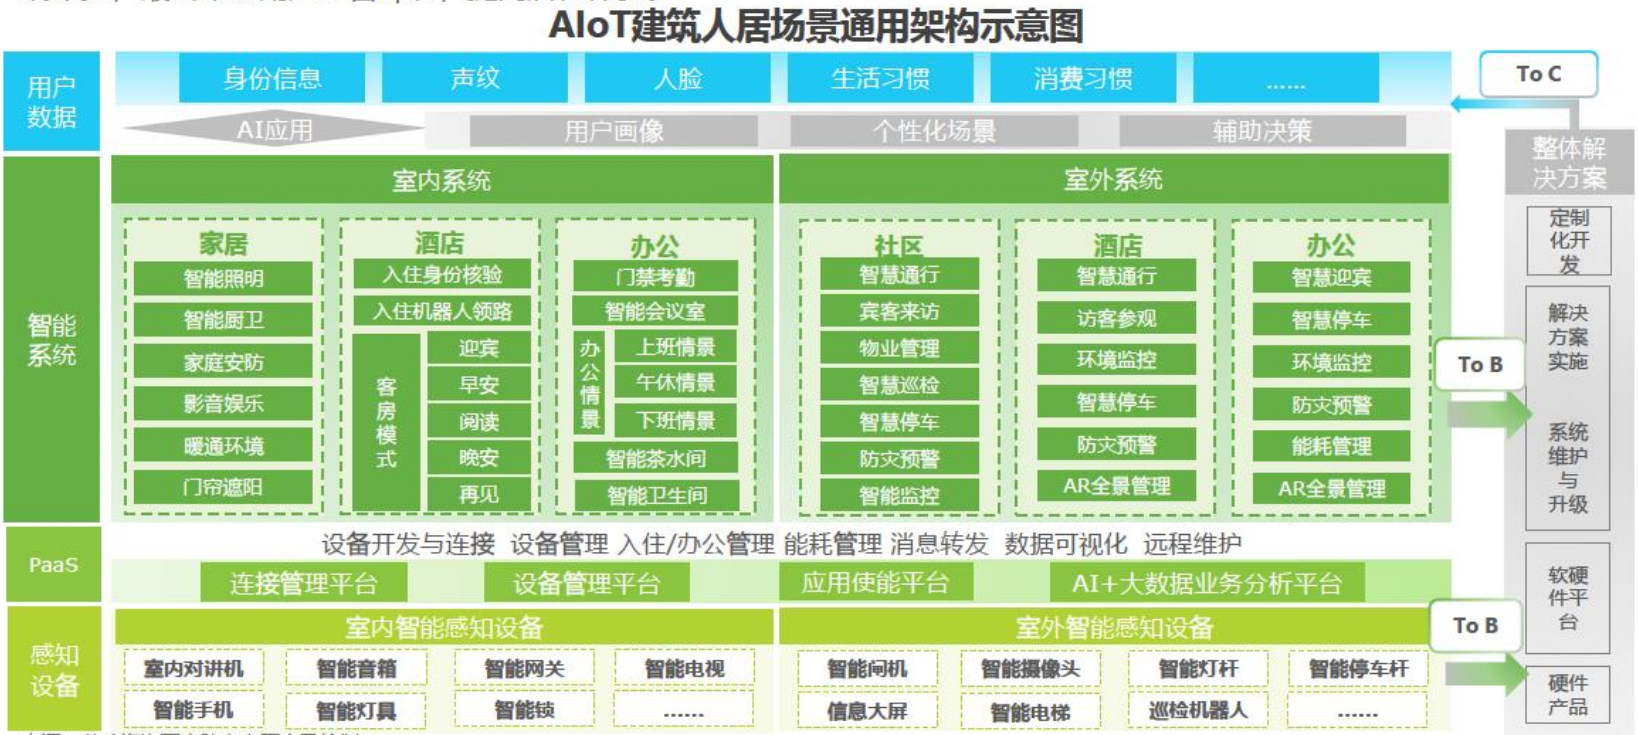 AIoT建筑人居场景通用架构示意图
用户
数据
身份信息 声纹 人脸 生活习惯 消费习惯 ......
To C
AI应用 用户画像 个性化场景 辅助决策
智能
系统
室内系统
家居
智能照明
智能厨卫
家庭安防
影音娱乐
暖通环境
门帘遮阳
酒店
入住身份核验
入住机器人领路
客房模式
迎宾
早安
阅读
晚安
再见
办公
门禁考勤
智能会议室
办公情景
上班情景
午休情景
下班情景
智能茶水间
智能卫生间
室外系统
社区
智慧通行
宾客来访
物业管理
智慧巡检
智慧停车
防灾预警
智能监控
酒店
智慧通行
访客参观
环境监控
智慧停车
防灾预警
AR全景管理
办公
智慧迎宾
智慧停车
环境监控
防灾预警
能耗管理
AR全景管理
To B
PaaS
设备开发与连接 设备管理 入住/办公管理 能耗管理 消息转发 数据可视化 远程维护
连接管理平台 设备管理平台 应用使能平台 AI+大数据业务分析平台
感知
设备
室内智能感知设备
室内对讲机 智能音箱 智能网关 智能电视
智能手机 智能灯具 智能锁 ......
室外智能感知设备
智能闸机 智能摄像头 智能灯杆 智能停车杆
信息大屏 智能电梯 巡检机器人 ......
To B
整体解
决方案
定制
化开
发
解决
方案
实施
系统
维护
与
升级
软硬
件平
台
硬件
产品